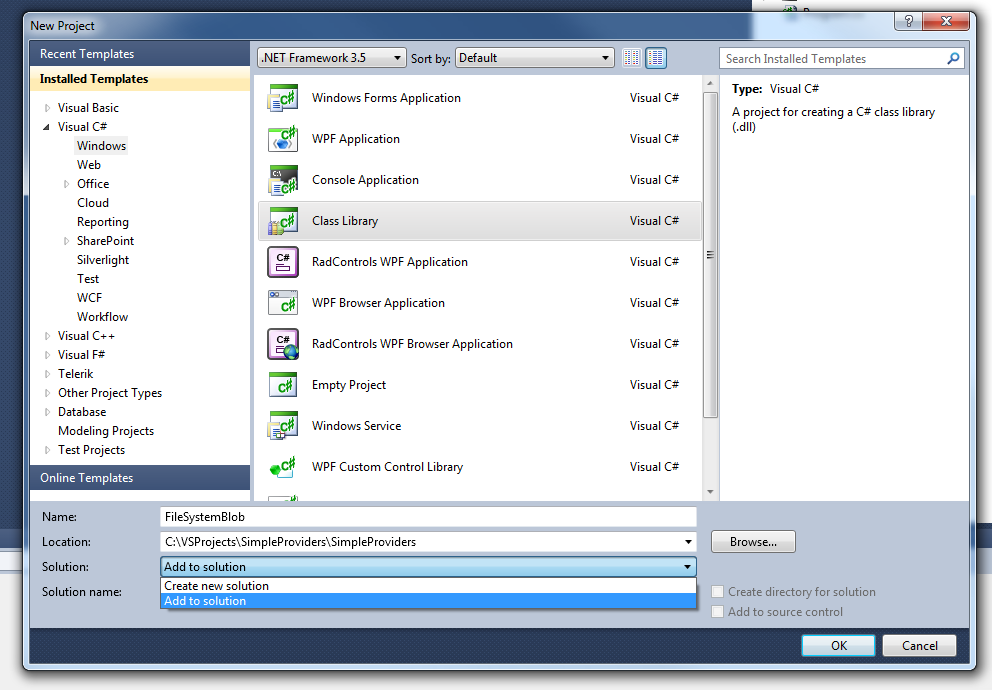 New Project
Recent Templates
Installed Templates
Visual Basic
Visual C#
Windows
Web
Office
Cloud
Reporting
SharePoint
Silverlight
Test
WCF
Workflow
Visual C++
Visual F#
Telerik
Other Project Types
Database
Modeling Projects
Test Projects
Online Templates
.NET Framework 3.5 Sort by: Default
Windows Forms Application Visual C#
WPF Application Visual C#
Console Application Visual C#
Class Library Visual C#
RadControls WPF Application Visual C#
WPF Browser Application Visual C#
RadControls WPF Browser Application Visual C#
Empty Project Visual C#
Windows Service Visual C#
WPF Custom Control Library Visual C#
Search Installed Templates
Type: Visual C#
A project for creating a C# class library
(.dll)
Name: FileSystemBlob
Location: C:\VSProjects\SimpleProviders\SimpleProviders Browse...
Solution: Add to solution
Create new solution
Solution name: Add to solution
Create directory for solution
Add to source control
OK Cancel